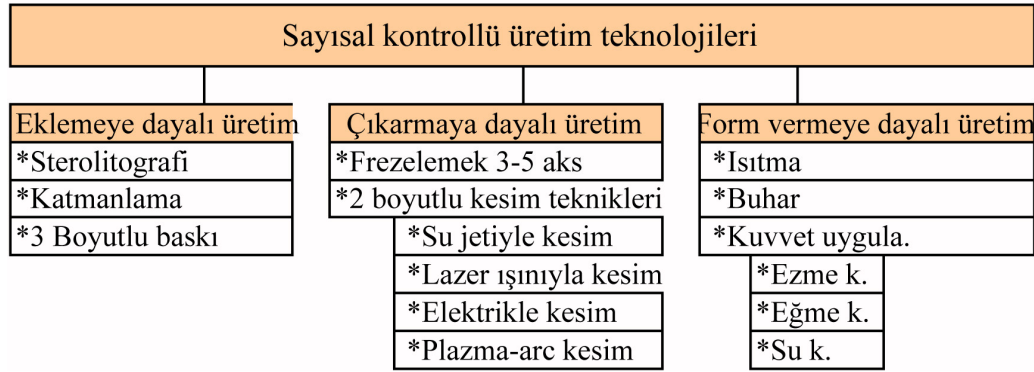 Sayısal kontrollü üretim teknolojileri
Eklemeye dayalı üretim
*Sterolitografi
*Katmanlama
*3 Boyutlu baskı
Çıkarmaya dayalı üretim
*Frezelemek 3-5 aks
*2 boyutlu kesim teknikleri
*Su jetiyle kesim
*Lazer ışınıyla kesim
*Elektrikle kesim
*Plazma-arc kesim
Form vermeye dayalı üretim
*Isıtma
*Buhar
*Kuvvet uygula.
*Ezme k.
*Eğme k.
*Su k.